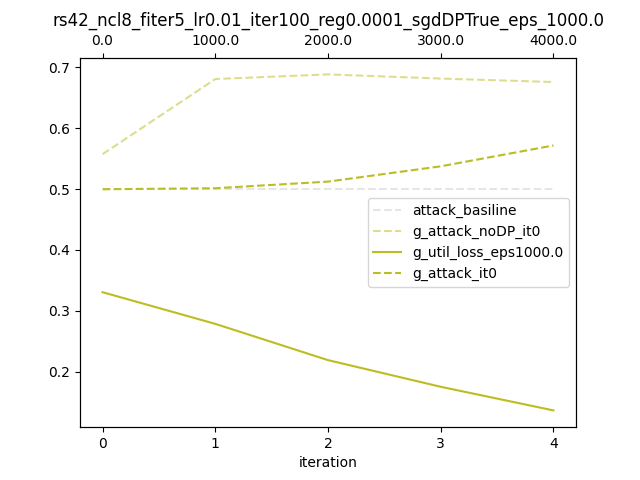 rs42_ncl8_fiter5_lr0.01_iter100_reg0.0001_sgdDPTrue_eps_1000.0
0.0 1000.0 2000.0 3000.0 4000.0
0.7
0.6
0.5
0.4
0.3
0.2
attack_basiline
g_attack_noDP_it0
g_util_loss_eps1000.0
g_attack_it0
0 1 2 3 4
iteration